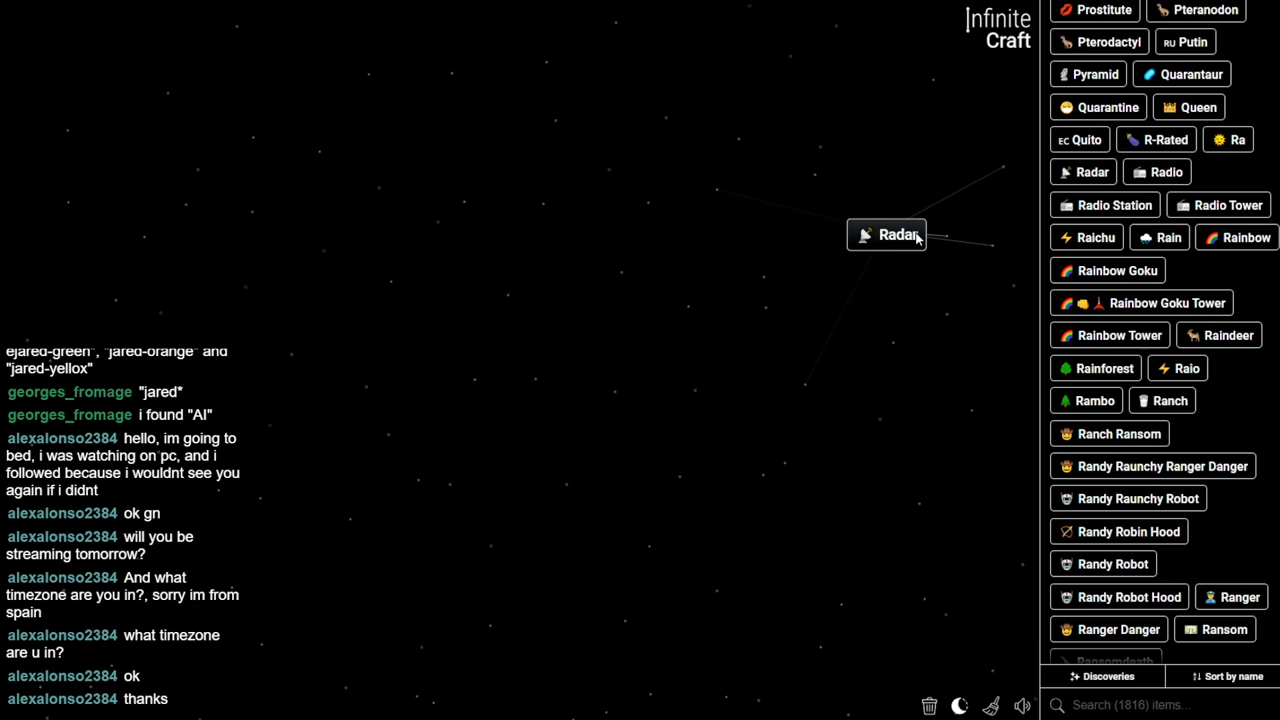 Infinite
Craft
Radar
ejared-green", "jared-orange" and
"jared-yellox"
georges_fromage "jared*
georges_fromage i found "AI"
alexalonso2384 hello, im going to
bed, i was watching on pc, and i
followed because i wouldnt see you
again if i didnt
alexalonso2384 ok gn
alexalonso2384 will you be
streaming tomorrow?
alexalonso2384 And what
timezone are you in?, sorry im from
spain
alexalonso2384 what timezone
are u in?
alexalonso2384 ok
alexalonso2384 thanks
Prostitute Pteranodon
Pterodactyl RU Putin
Pyramid Quarantaur
Quarantine Queen
EC Quito R-Rated Ra
Radar Radio
Radio Station Radio Tower
Raichu Rain Rainbow
Rainbow Goku
Rainbow Goku Tower
Rainbow Tower Raindeer
Rainforest Raio
Rambo Ranch
Ranch Ransom
Randy Raunchy Ranger Danger
Randy Raunchy Robot
Randy Robin Hood
Randy Robot
Randy Robot Hood Ranger
Ranger Danger Ransom
Ransomdeath
Discoveries Sort by name
Search (1816) items...